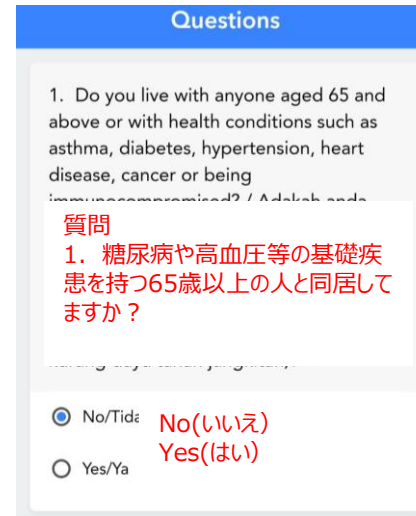 Questions
1. Do you live with anyone aged 65 and
above or with health conditions such as
asthma, diabetes, hypertension, heart
disease, cancer or being
immunocompromised? / Adakah anda
質問
1. 糖尿病や高血圧等の基礎疾
患を持つ65歳以上の人と同居して
ますか？
No/Tida
No(いいえ)
Yes(はい)
Yes/Ya